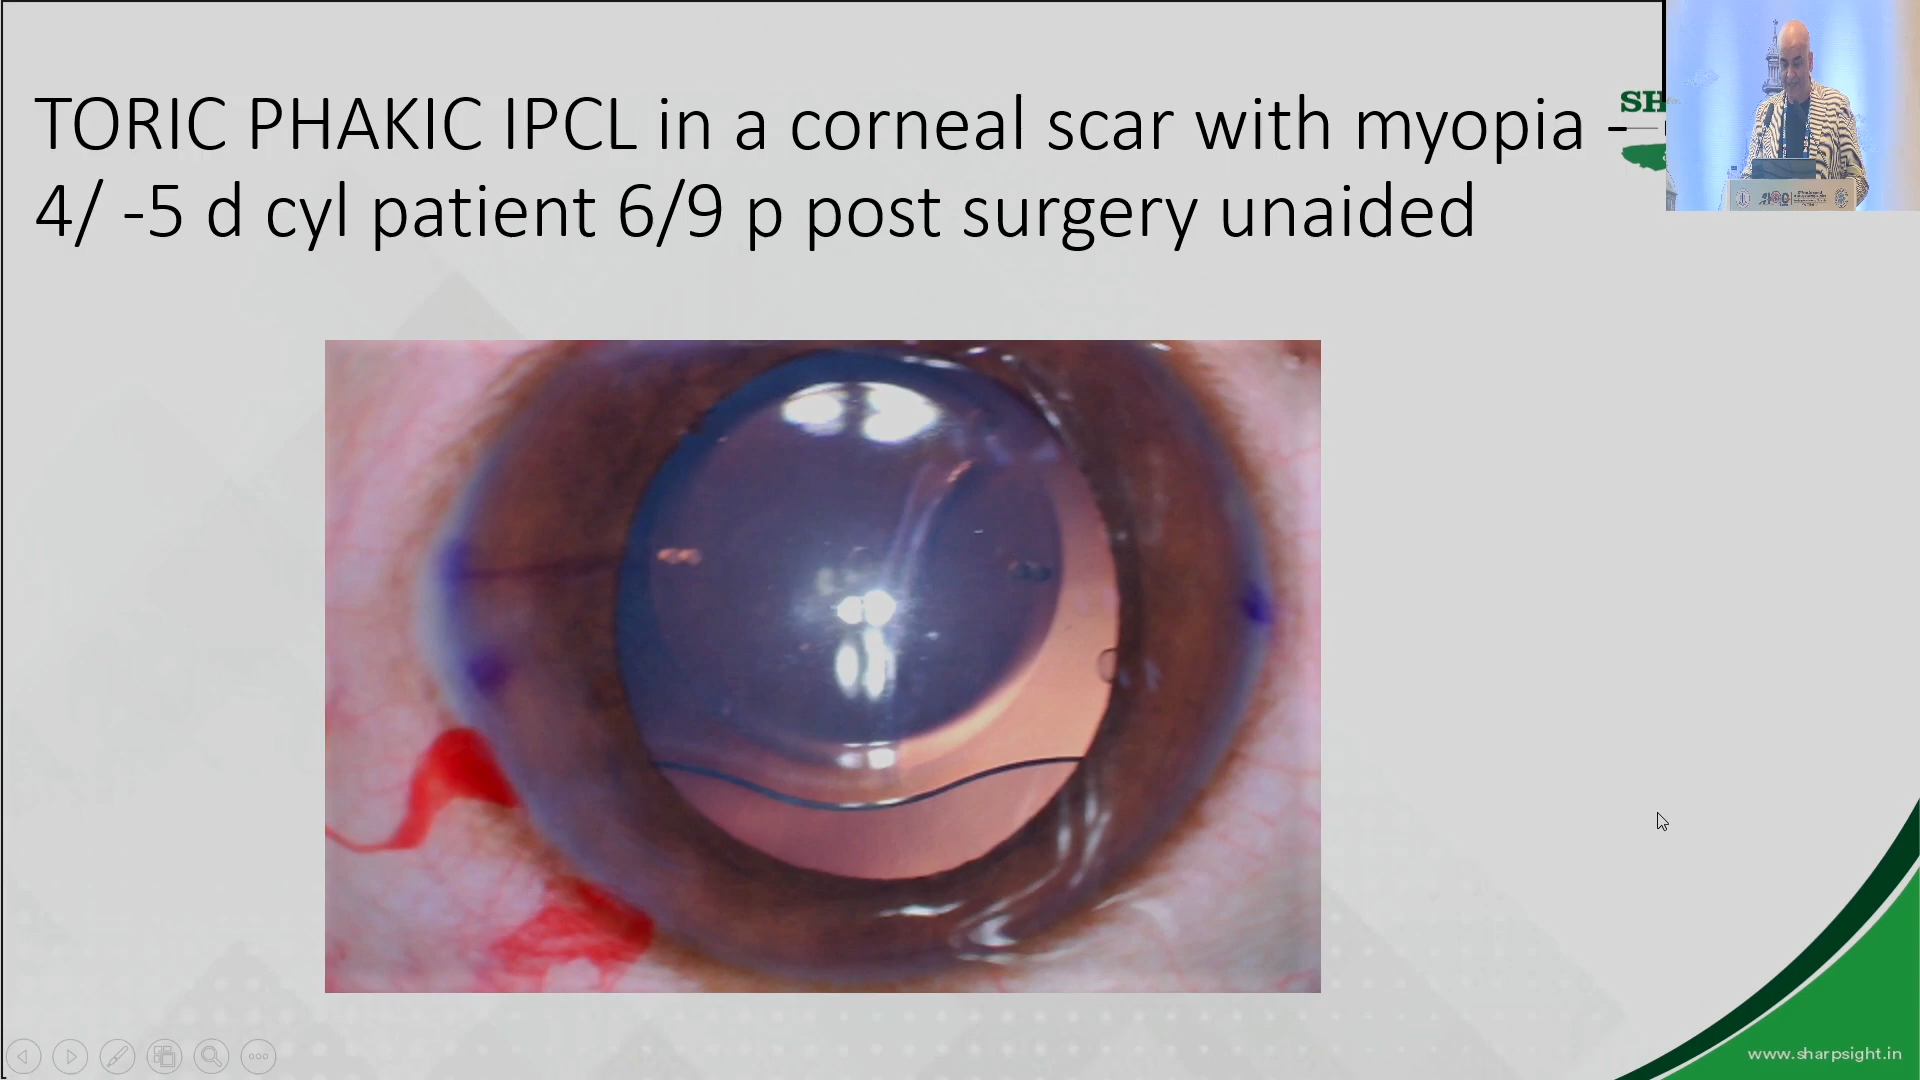 TORIC PHAKIC IPCL in a corneal scar with myopia -
4/ -5 d cyl patient 6/9 p post surgery unaided
SH
www.sharpsight.in